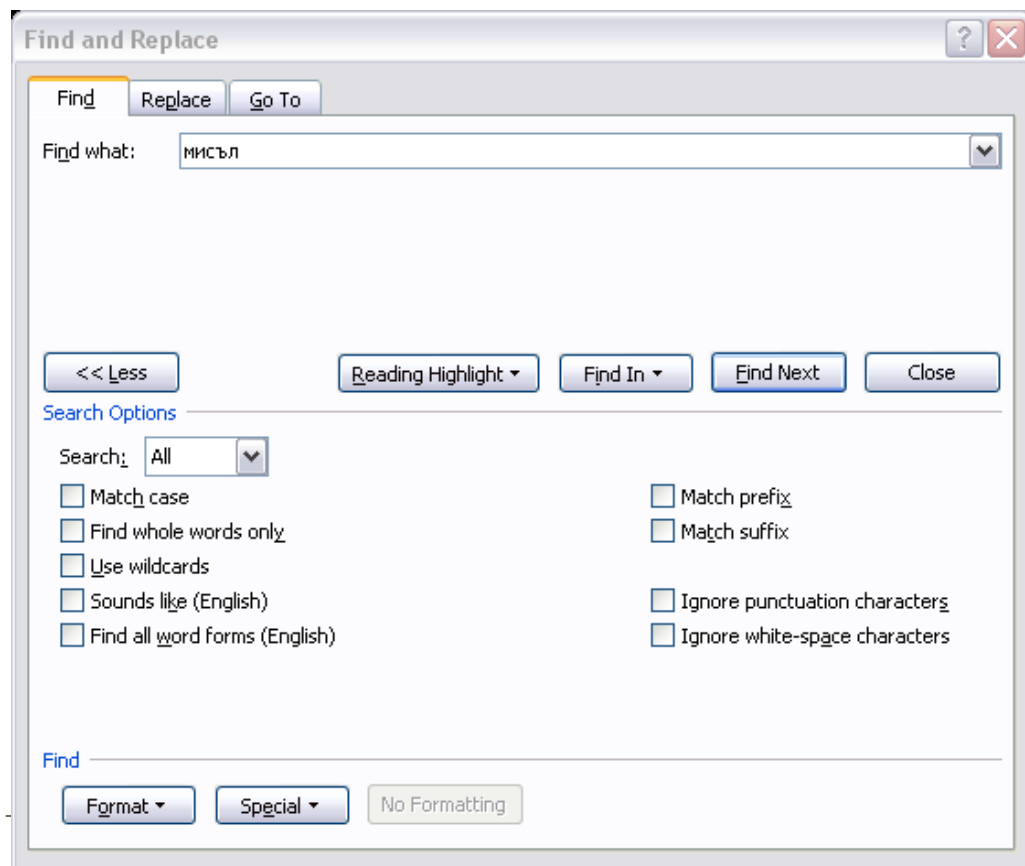 Find and Replace
Find Replace Go To
Find what: мисъл
<< Less Reading Highlight Find In Find Next Close
Search Options
Search: All
Match case Match prefix
Find whole words only Match suffix
Use wildcards
Sounds like (English) Ignore punctuation characters
Find all word forms (English) Ignore white-space characters
Find
Format Special No Formatting